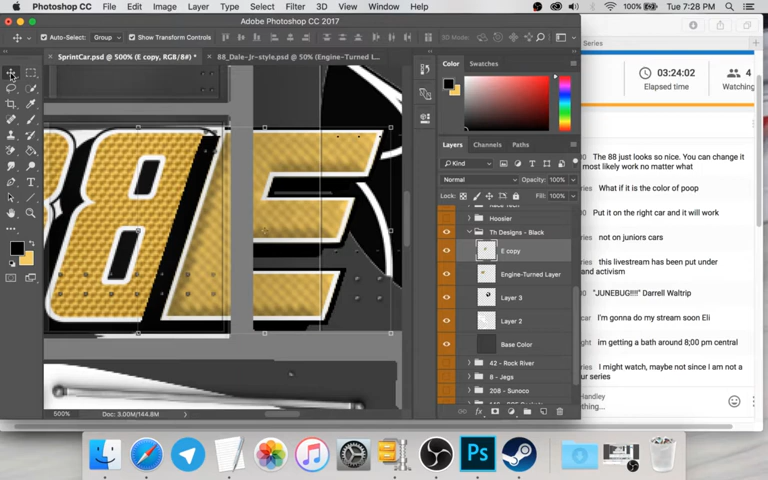 Photoshop CC File Edit Image Layer Type Select Filter 3D View Window Help 100% Tue 7:28 PM
Adobe Photoshop CC 2017
Auto-Select: Group Show Transform Controls 3D Mode:
SprintCar.psd @ 500% (E copy, RGB/8#) * 88_Dale-Jr-style.psd @ 50% (Engine-Turned l...
Color Swatches
Layers Channels Paths
Kind
Normal Opacity: 100%
Lock: Fill: 100%
Hoosier
Th Designs - Black
E copy
Engine-Turned Layer
Layer 3
Layer 2
Base Color
42 - Rock River
8 - Jegs
208 - Sunoco
500% Doc: 3.00M/144.8M
8E
Series
03:24:02 4
Elapsed time Watching
The 88 just looks so nice. You can change it
most likely work no matter what
What if it is the color of poop
Put it on the right car and it will work
not on juniors cars
this livestream has been put under
and activism
"JUNEBUG!!!" Darrell Waltrip
I'm gonna do my stream soon Eli
im getting a bath around 8;00 pm central
I might watch, maybe not since I am not a
Handley
Ps